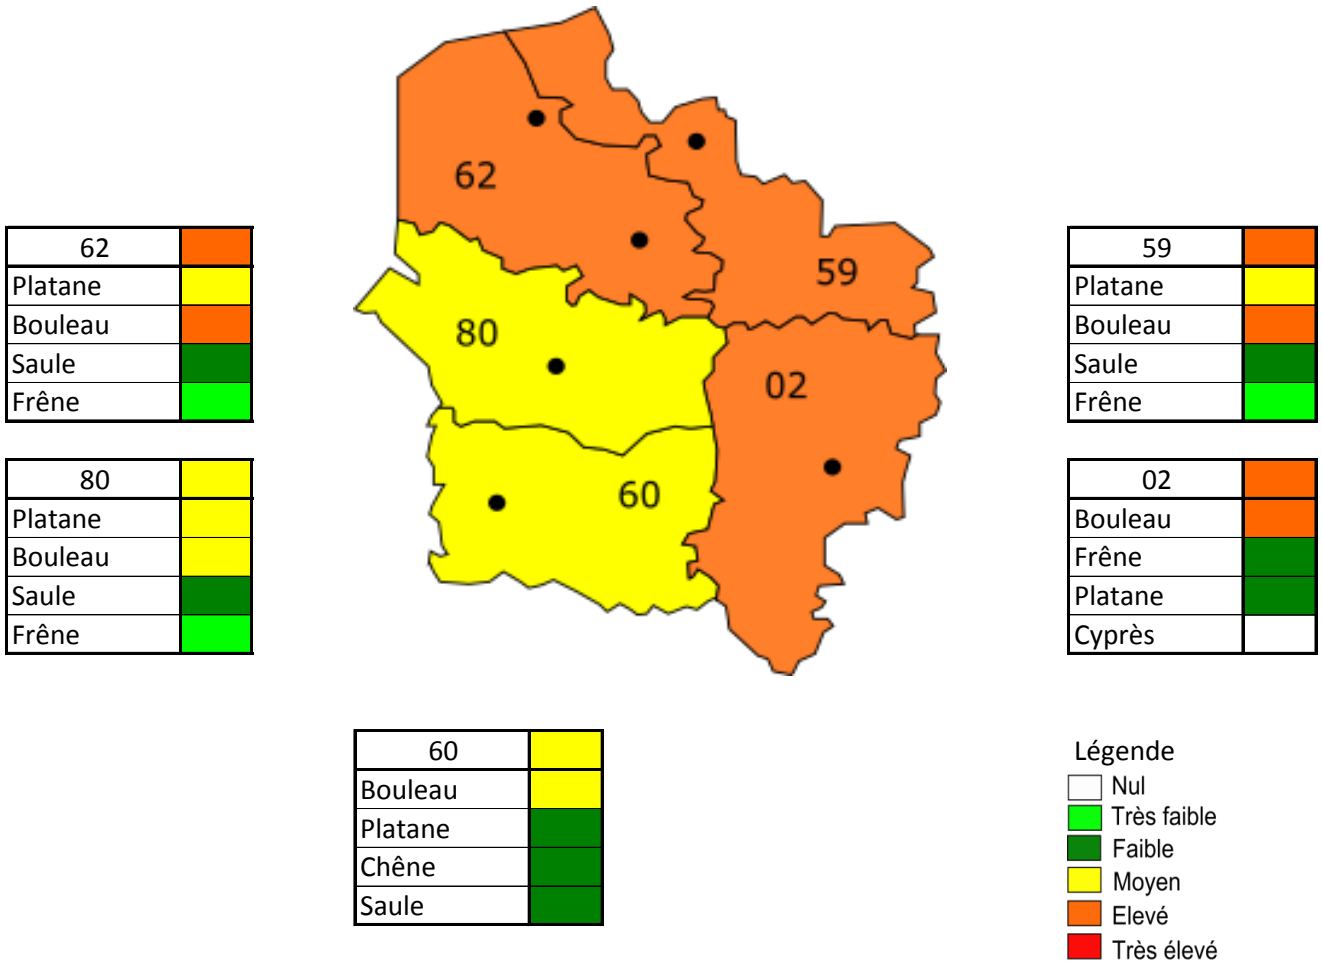 62
59
80
02
60
62
Platane
Bouleau
Saule
Frêne
59
Platane
Bouleau
Saule
Frêne
80
Platane
Bouleau
Saule
Frêne
02
Bouleau
Frêne
Platane
Cyprès
60
Bouleau
Platane
Chêne
Saule
Légende
Nul
Très faible
Faible
Moyen
Elevé
Très élevé